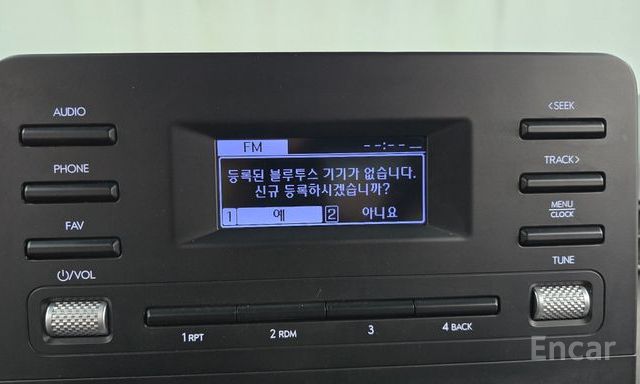 AUDIO
PHONE
FAV
⏻/VOL
FM --:-- __
등록된 블루투스 기기가 없습니다.
신규 등록하시겠습니까?
1 예 2 아니요
<SEEK
TRACK>
MENU
CLOCK
TUNE
1 RPT 2 RDM 3 4 BACK
Encar